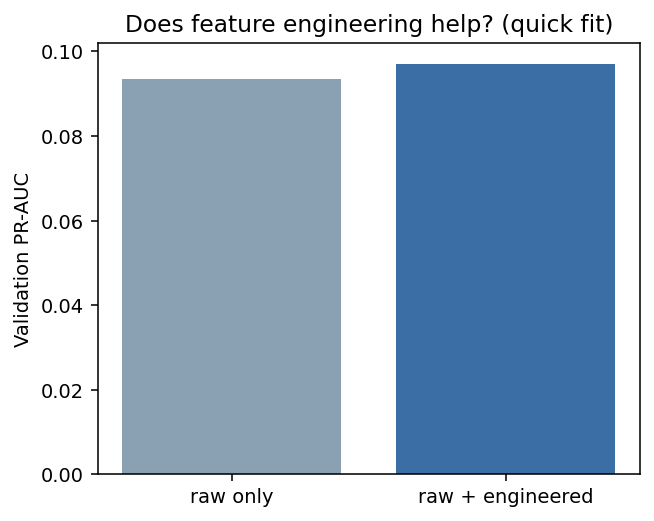 Does feature engineering help? (quick fit)
Validation PR-AUC
0.10
0.08
0.06
0.04
0.02
0.00
raw only
raw + engineered